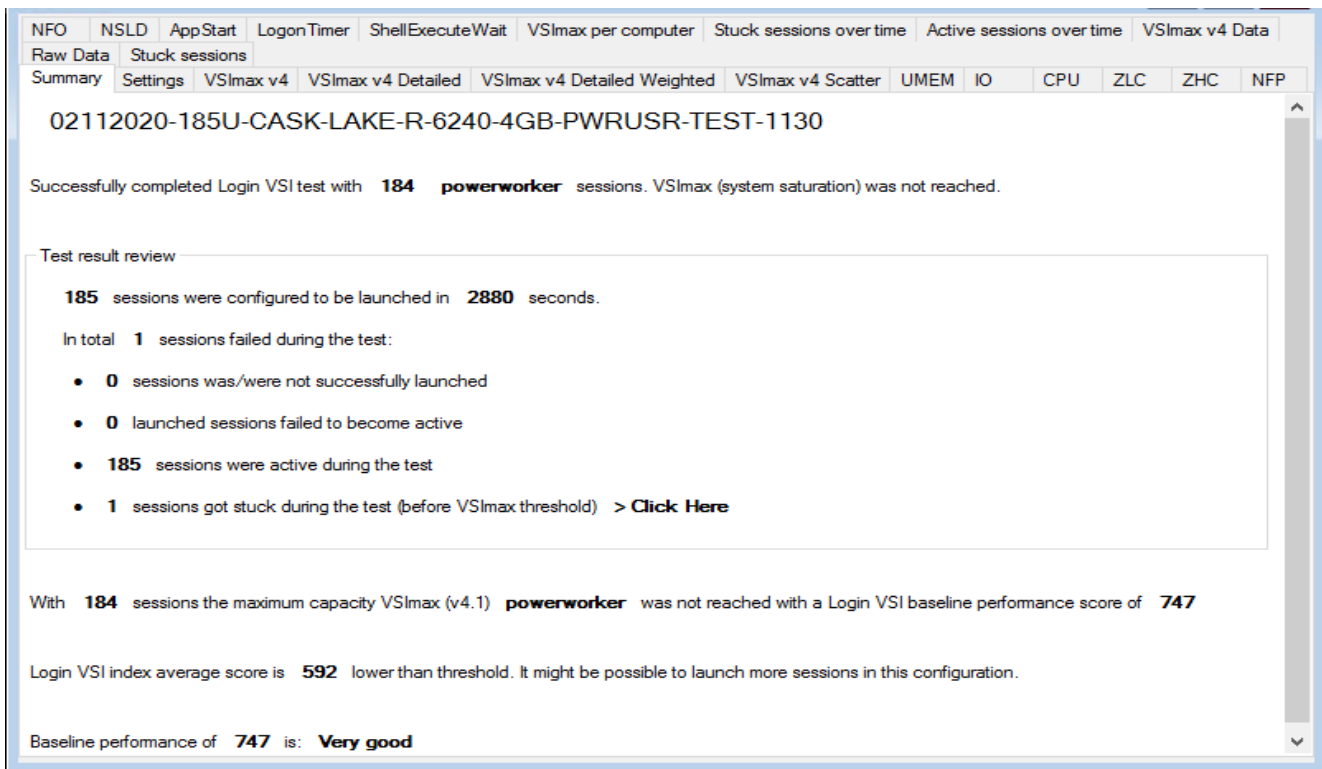 NFO NSLD AppStart LogonTimer ShellExecuteWait VSImax per computer Stuck sessions over time Active sessions over time VSImax v4 Data
Raw Data Stuck sessions
Summary Settings VSImax v4 VSImax v4 Detailed VSImax v4 Detailed Weighted VSImax v4 Scatter UMEM IO CPU ZLC ZHC NFP
02112020-185U-CASK-LAKE-R-6240-4GB-PWRUSR-TEST-1130
Successfully completed Login VSI test with 184 powerworker sessions. VSImax (system saturation) was not reached.
Test result review
185 sessions were configured to be launched in 2880 seconds.
In total 1 sessions failed during the test:
• 0 sessions was/were not successfully launched
• 0 launched sessions failed to become active
• 185 sessions were active during the test
• 1 sessions got stuck during the test (before VSImax threshold) > Click Here
With 184 sessions the maximum capacity VSImax (v4.1) powerworker was not reached with a Login VSI baseline performance score of 747
Login VSI index average score is 592 lower than threshold. It might be possible to launch more sessions in this configuration.
Baseline performance of 747 is: Very good